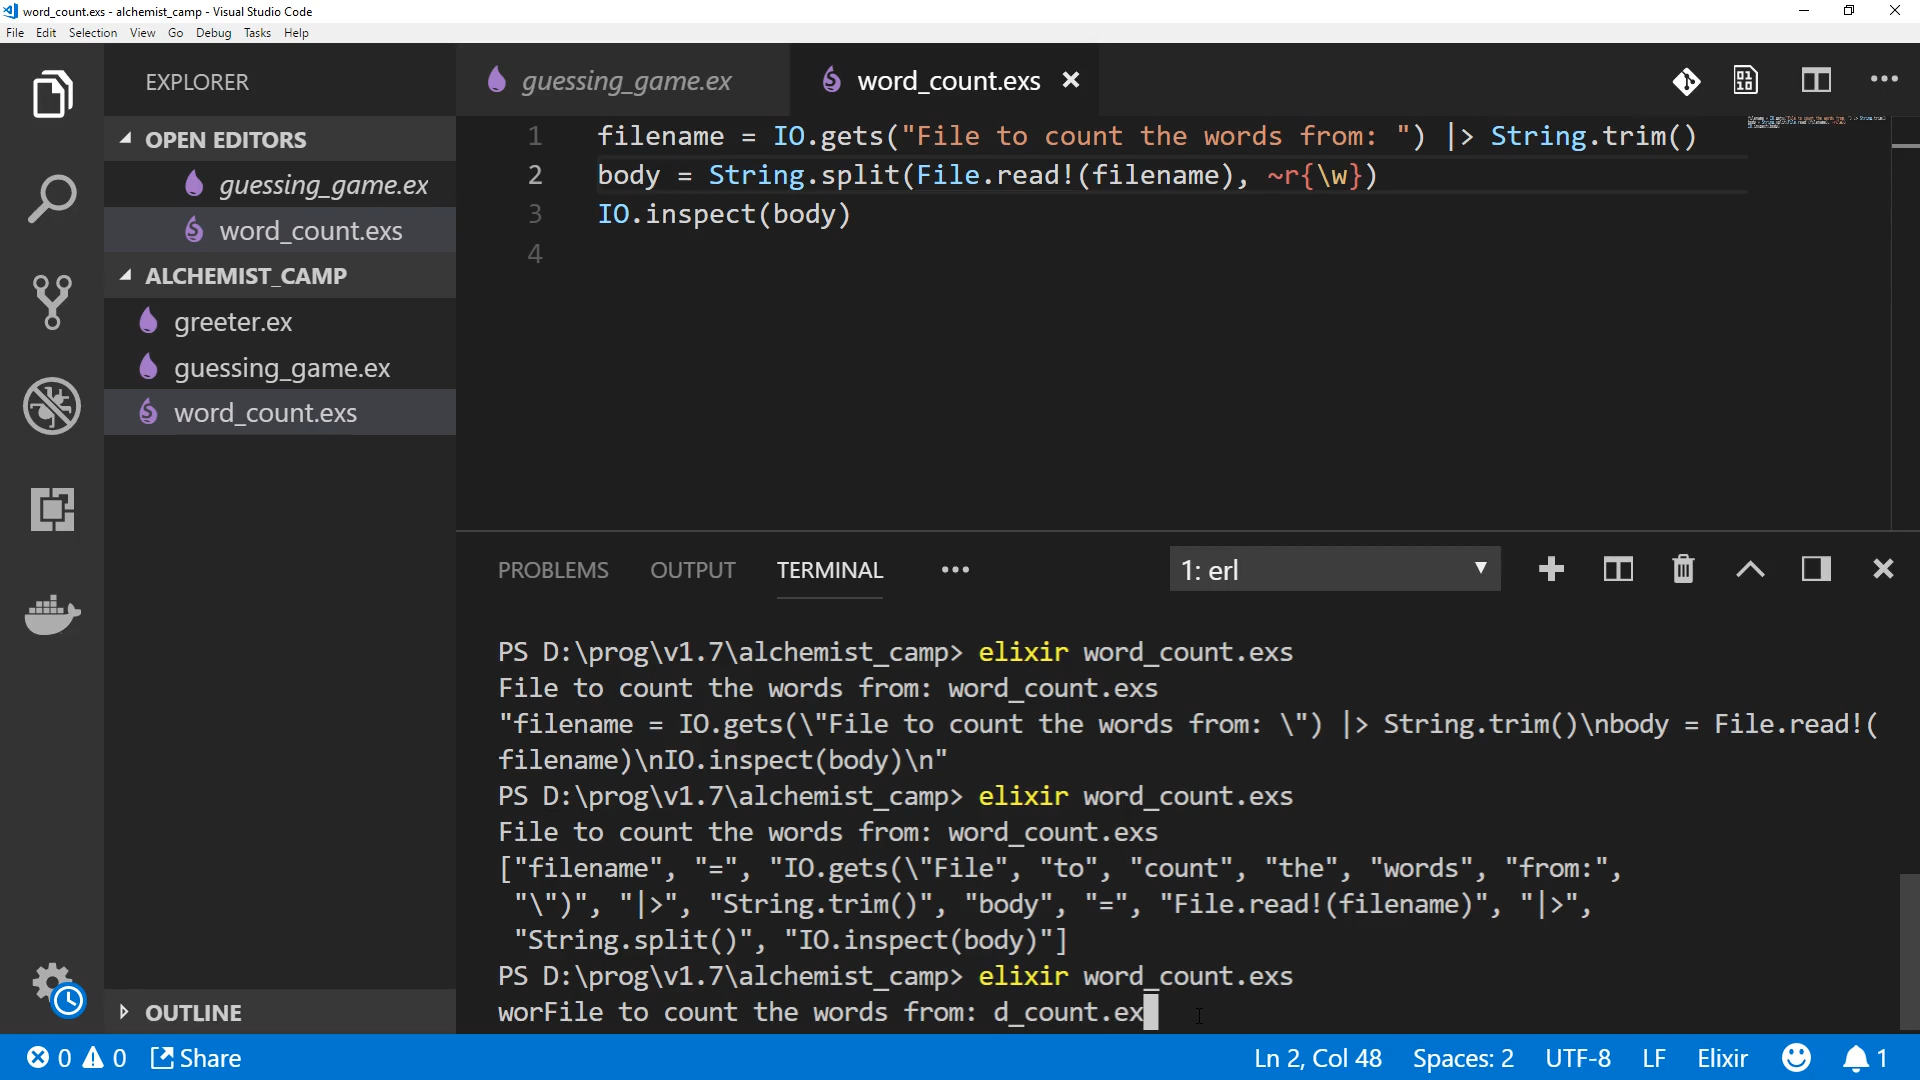 word_count.exs - alchemist_camp - Visual Studio Code
File Edit Selection View Go Debug Tasks Help
EXPLORER
OPEN EDITORS
guessing_game.ex
word_count.exs
ALCHEMIST_CAMP
greeter.ex
guessing_game.ex
word_count.exs
OUTLINE
guessing_game.ex word_count.exs
1 filename = IO.gets("File to count the words from: ") |> String.trim()
2 body = String.split(File.read!(filename), ~r{\w})
3 IO.inspect(body)
4
PROBLEMS OUTPUT TERMINAL 1: erl
PS D:\prog\v1.7\alchemist_camp> elixir word_count.exs
File to count the words from: word_count.exs
"filename = IO.gets(\"File to count the words from: \") |> String.trim()\nbody = File.read!(
filename)\nIO.inspect(body)\n"
PS D:\prog\v1.7\alchemist_camp> elixir word_count.exs
File to count the words from: word_count.exs
["filename", "=", "IO.gets(\"File", "to", "count", "the", "words", "from:",
"\")", "|>", "String.trim()", "body", "=", "File.read!(filename)", "|>",
"String.split()", "IO.inspect(body)"]
PS D:\prog\v1.7\alchemist_camp> elixir word_count.exs
worFile to count the words from: d_count.ex
0 0 Share Ln 2, Col 48 Spaces: 2 UTF-8 LF Elixir 1